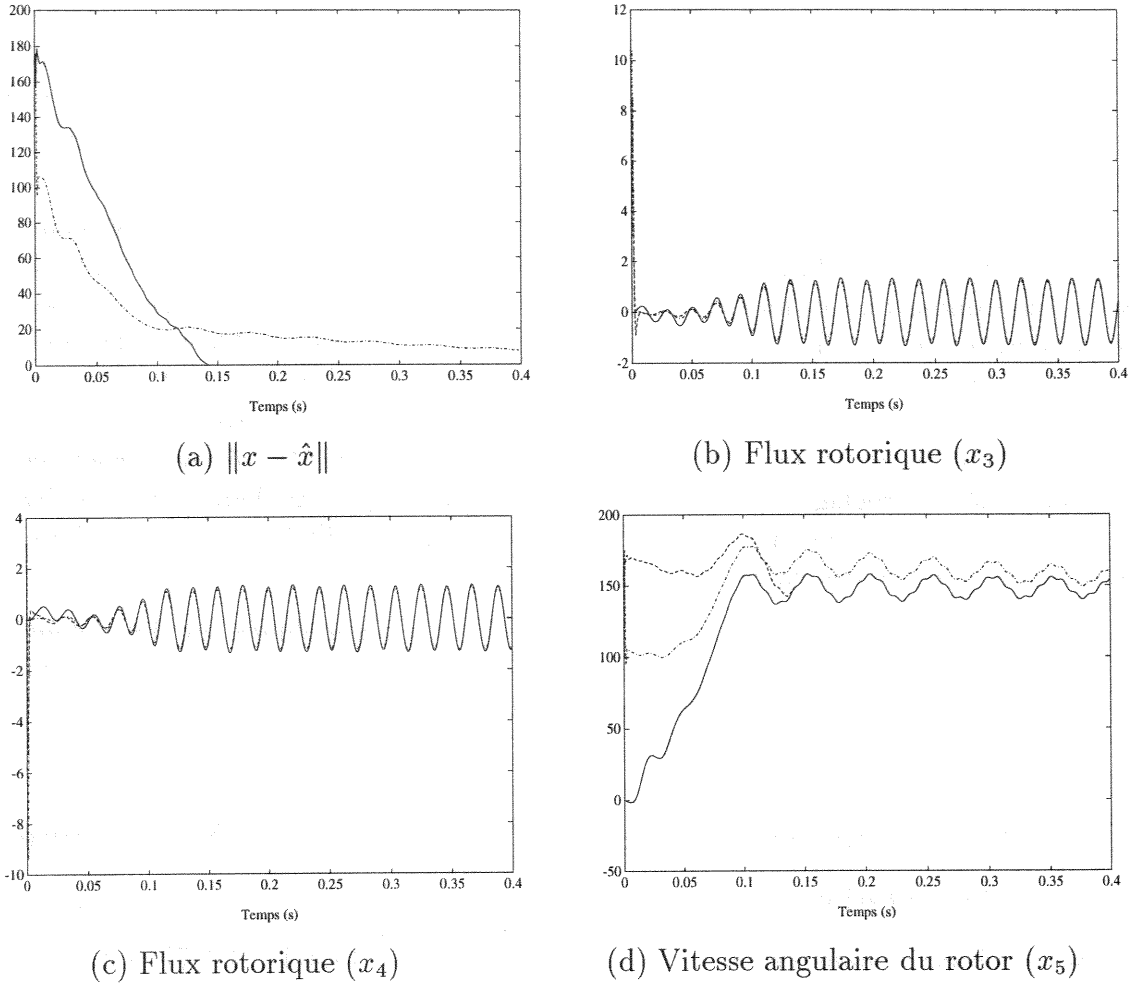 200
180
160
140
120
100
80
60
40
20
0
0 0.05 0.1 0.15 0.2 0.25 0.3 0.35 0.4
Temps (s)
(a) ‖x − x̂‖
12
10
8
6
4
2
0
-2
0 0.05 0.1 0.15 0.2 0.25 0.3 0.35 0.4
Temps (s)
(b) Flux rotorique (x₃)
4
2
0
-2
-4
-6
-8
-10
0 0.05 0.1 0.15 0.2 0.25 0.3 0.35 0.4
Temps (s)
(c) Flux rotorique (x₄)
200
150
100
50
0
-50
0 0.05 0.1 0.15 0.2 0.25 0.3 0.35 0.4
Temps (s)
(d) Vitesse angulaire du rotor (x₅)